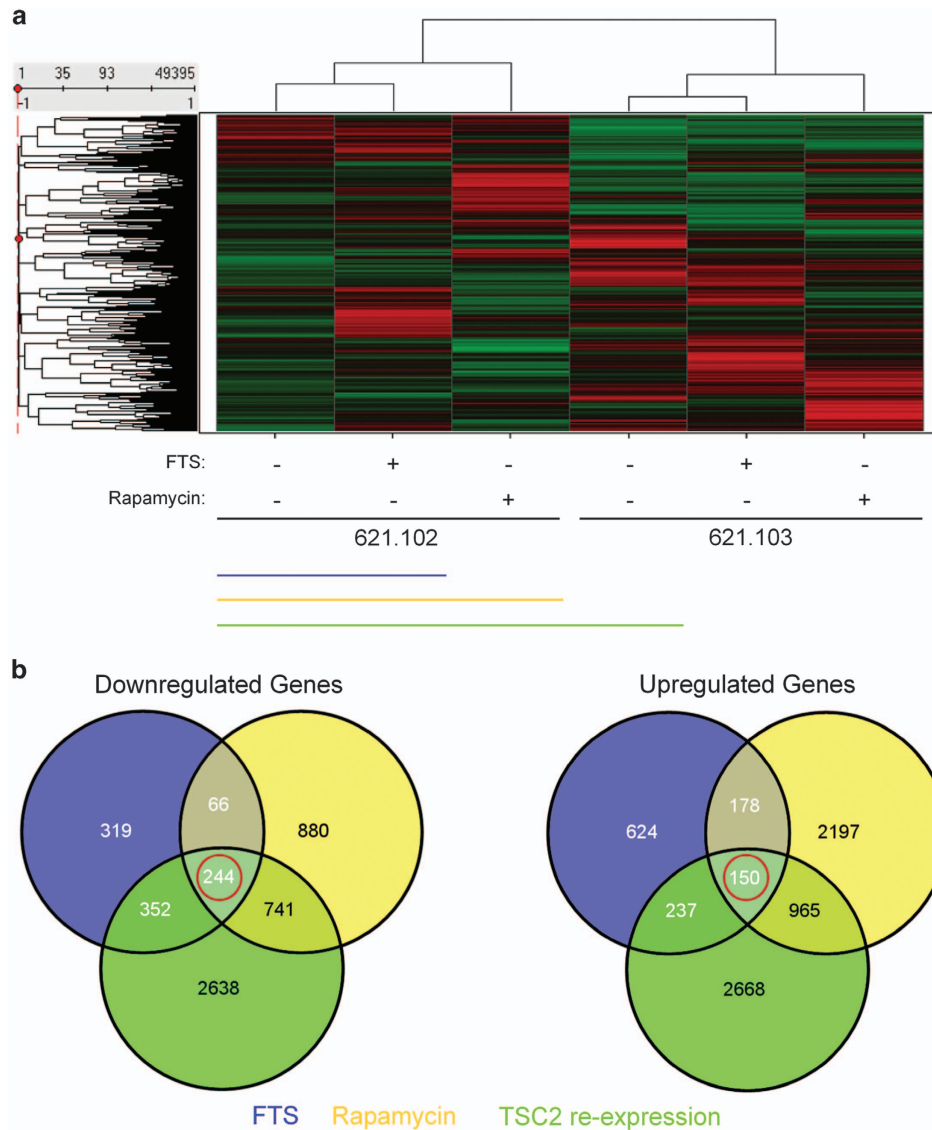 a
1 35 93 49395
-1 1
FTS: - + - - + -
Rapamycin: - - + - - +
621.102 621.103
b
Downregulated Genes Upregulated Genes
66 178
319 880 624 2197
244 150
352 741 237 965
2638 2668
FTS Rapamycin TSC2 re-expression